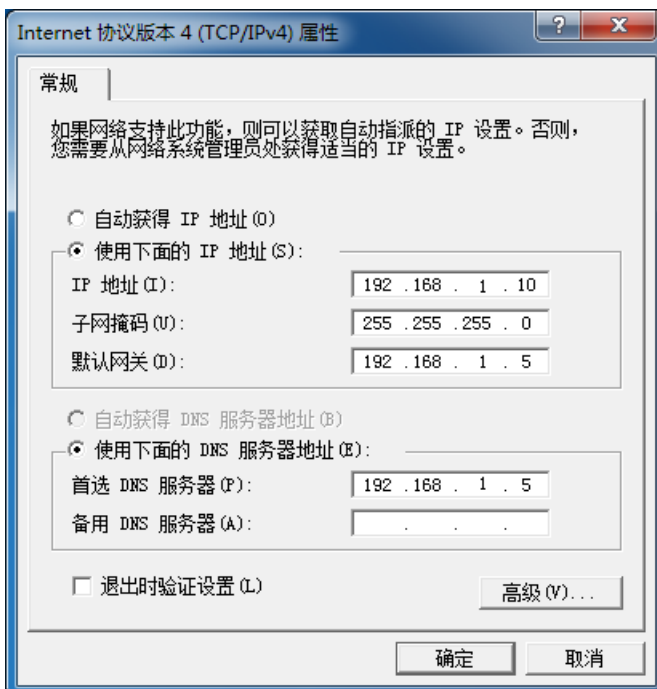 Internet 协议版本 4 (TCP/IPv4) 属性
常规
如果网络支持此功能，则可以获取自动指派的 IP 设置。否则，
您需要从网络系统管理员处获得适当的 IP 设置。
自动获得 IP 地址(O)
使用下面的 IP 地址(S):
IP 地址(I): 192 . 168 . 1 . 10
子网掩码(U): 255 . 255 . 255 . 0
默认网关(D): 192 . 168 . 1 . 5
自动获得 DNS 服务器地址(B)
使用下面的 DNS 服务器地址(E):
首选 DNS 服务器(P): 192 . 168 . 1 . 5
备用 DNS 服务器(A): . . .
退出时验证设置(L)
高级(V)...
确定 取消